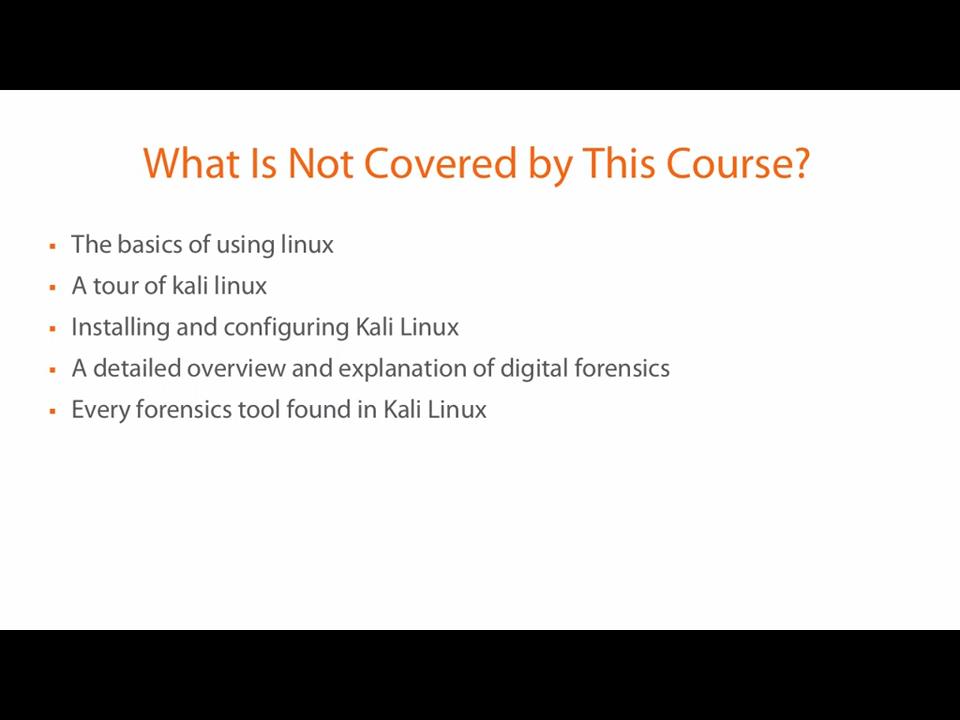 What Is Not Covered by This Course?
▪ The basics of using linux
▪ A tour of kali linux
▪ Installing and configuring Kali Linux
▪ A detailed overview and explanation of digital forensics
▪ Every forensics tool found in Kali Linux